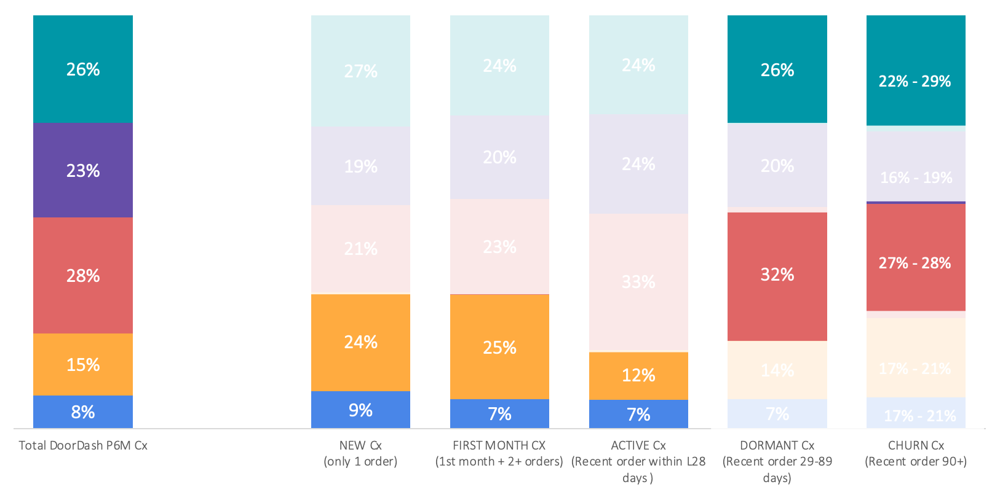 26%
23%
28%
15%
8%
27%
19%
21%
24%
9%
24%
20%
23%
25%
7%
24%
24%
33%
12%
7%
26%
20%
32%
14%
7%
22% - 29%
16% - 19%
27% - 28%
17% - 21%
17% - 21%
Total DoorDash P6M Cx
NEW Cx
(only 1 order)
FIRST MONTH CX
(1st month + 2+ orders)
ACTIVE Cx
(Recent order within L28
days )
DORMANT Cx
(Recent order 29-89
days)
CHURN Cx
(Recent order 90+)